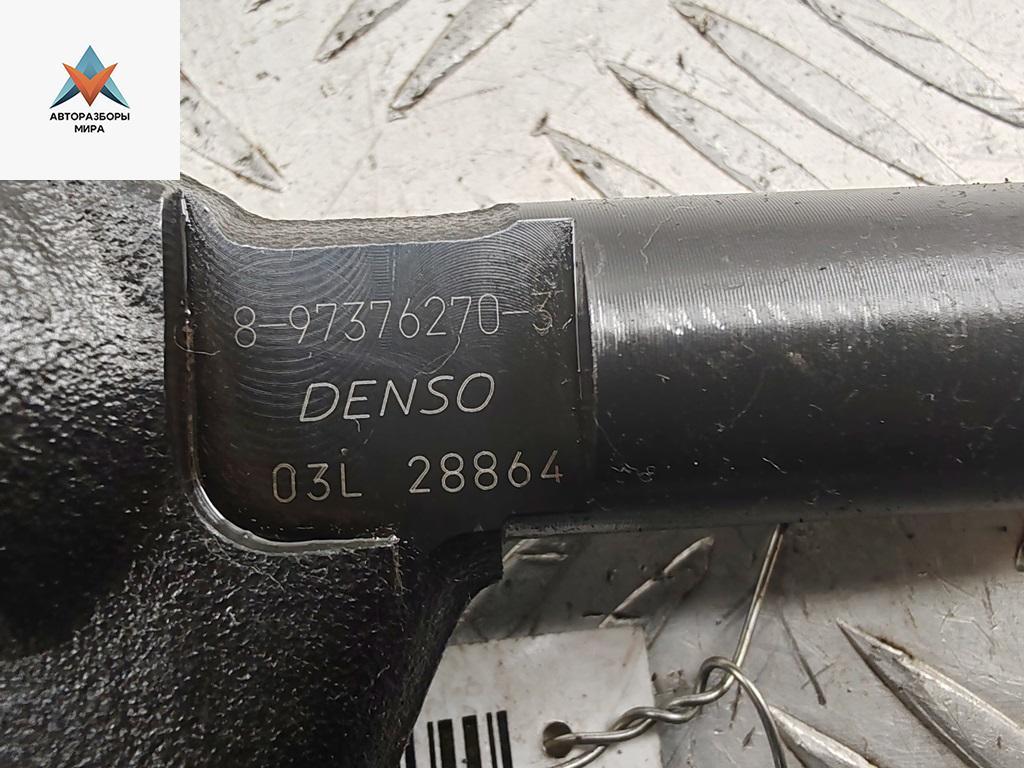 АВТОРАЗБОРЫ
МИРА
8-97376270-3
DENSO
03L 28864